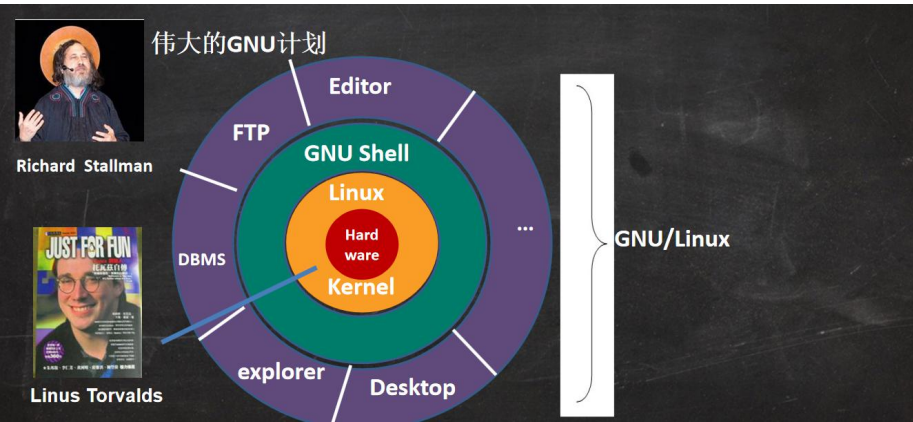 伟大的GNU计划
Richard Stallman
JUST FOR FUN
Linus Torvalds
Editor
FTP
GNU Shell
Linux
Hard
ware
Kernel
DBMS
explorer
Desktop
...
GNU/Linux